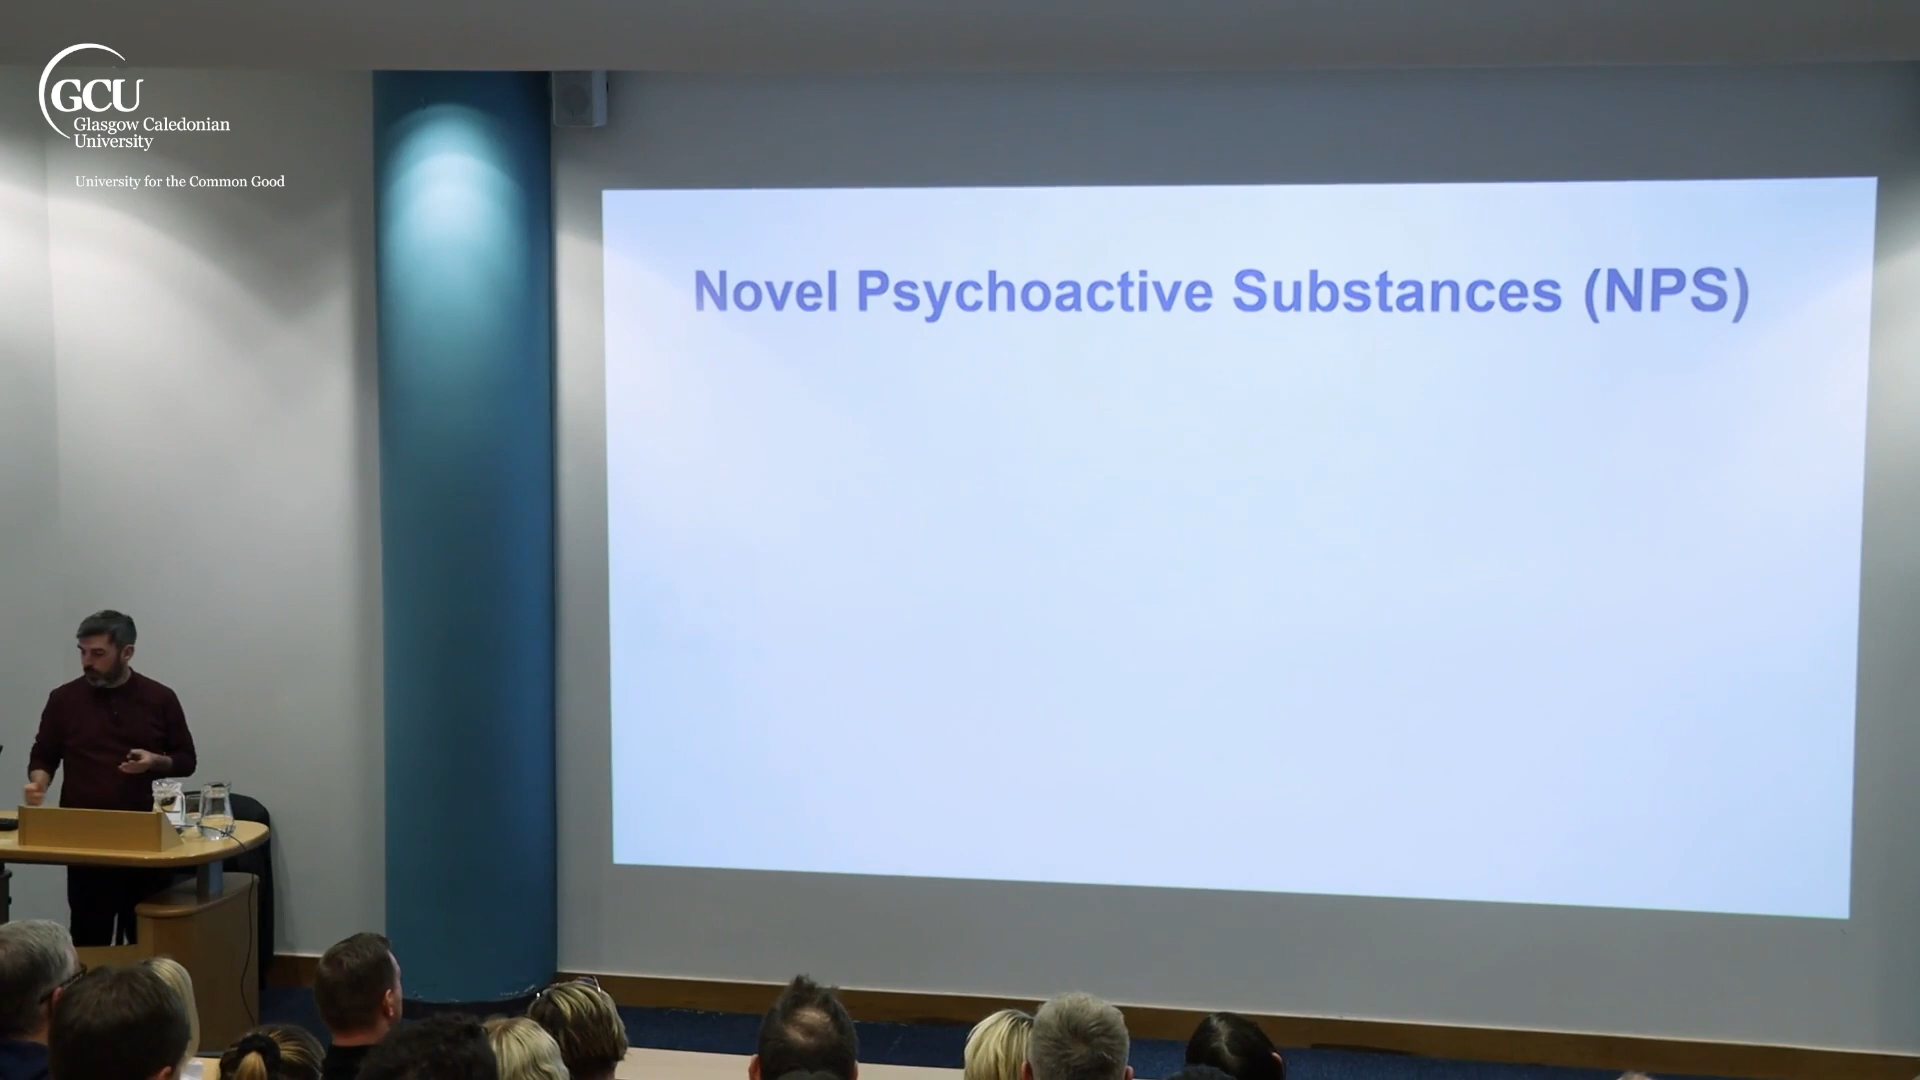 GCU
Glasgow Caledonian
University
University for the Common Good
Novel Psychoactive Substances (NPS)